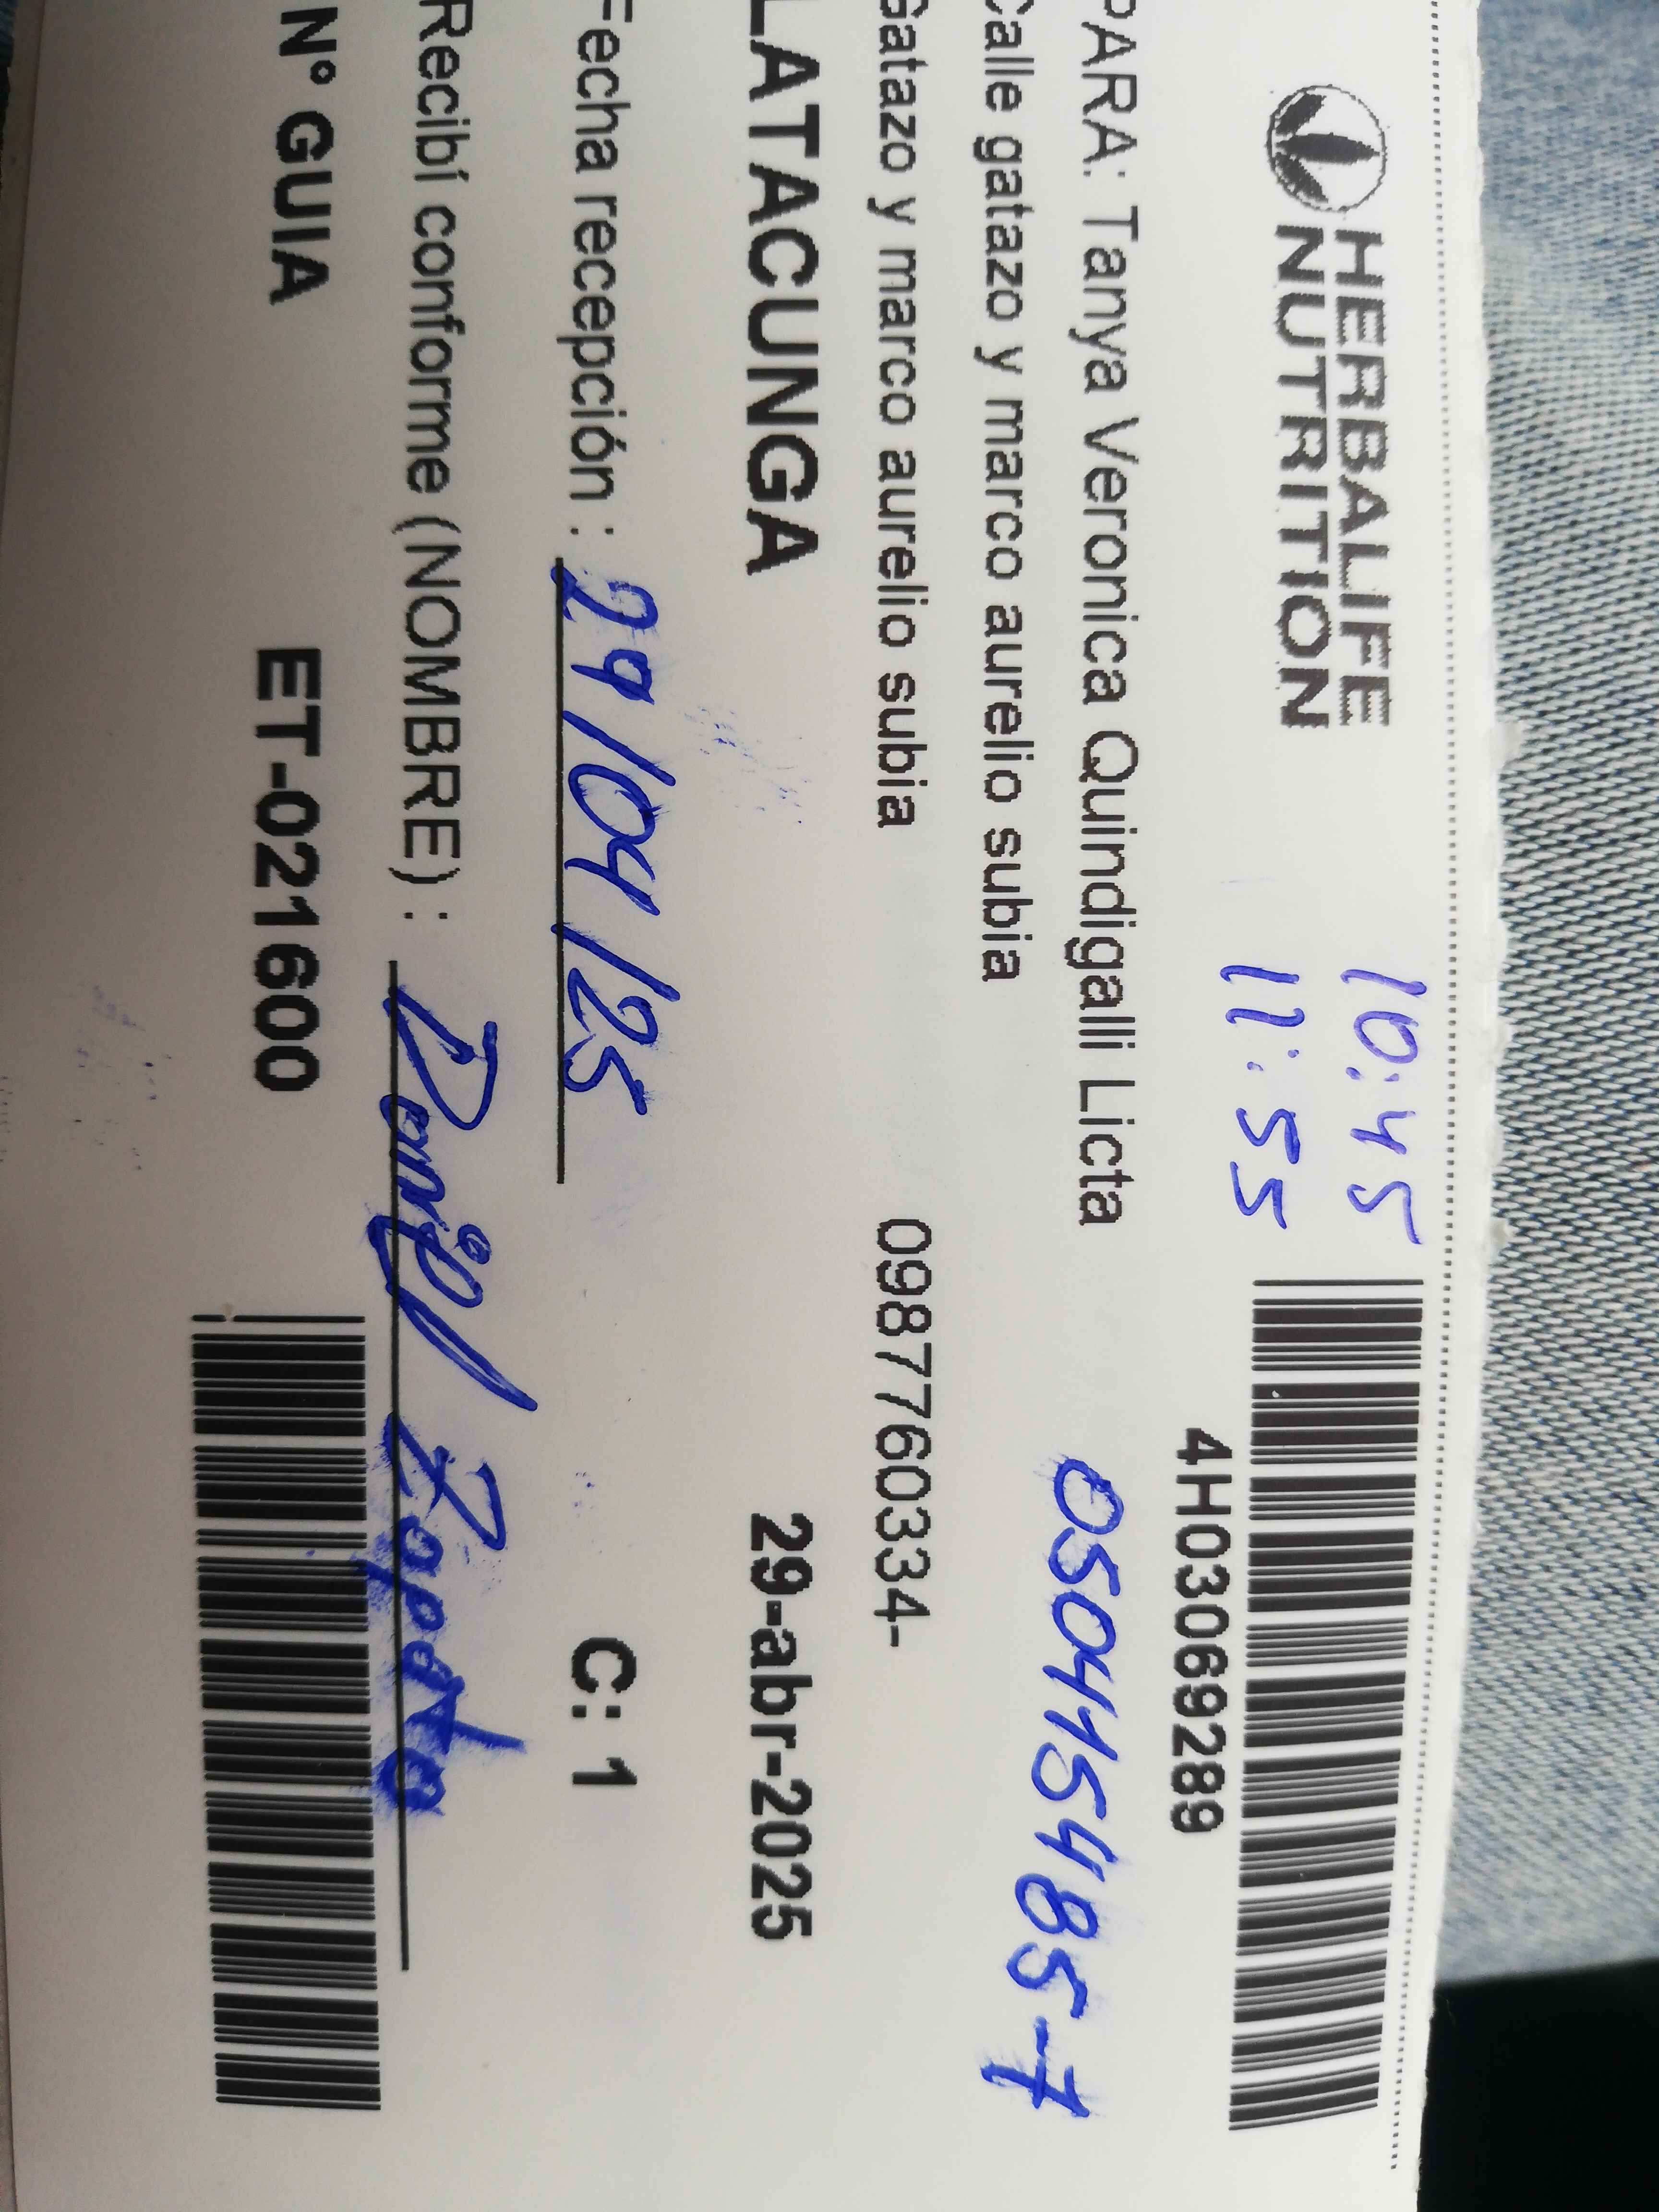 HERBALIFE
NUTRITION
10:45
11:55
4H03069289
PARA: Tanya Veronica Quindigalli Licta
050415485-7
Calle gatazo y marco aurelio subia
Gatazo y marco aurelio subia 0987760334-
LATACUNGA 29-abr-2025
Fecha recepción : 29/04/25 C: 1
Recibí conforme (NOMBRE) : Daniel Zapata
N° GUIA ET-021600